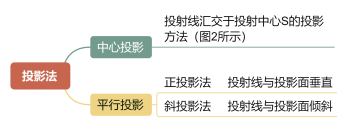 投影法
中心投影
投射线汇交于投射中心S的投影
方法（图2所示）
平行投影
正投影法 投射线与投影面垂直
斜投影法 投射线与投影面倾斜